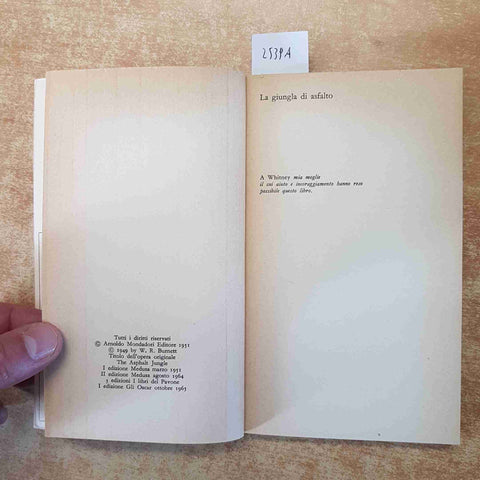 2539A
Tutti i diritti riservati
© Arnoldo Mondadori Editore 1951
© 1949 by W. R. Burnett
Titolo dell'opera originale
The Asphalt Jungle
I edizione Medusa marzo 1951
II edizione Medusa agosto 1964
3 edizioni I libri del Pavone
I edizione Gli Oscar ottobre 1965
La giungla di asfalto
A Whitney mia moglie
il cui aiuto e incoraggiamento hanno reso
possibile questo libro.